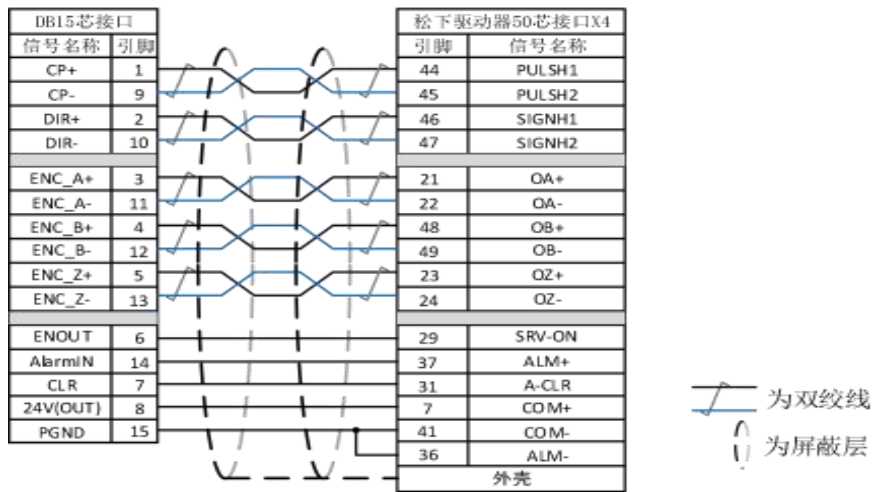 DB15芯接口 松下驱动器50芯接口X4
信号名称 引脚 引脚 信号名称
CP+ 1 44 PULSH1
CP- 9 45 PULSH2
DIR+ 2 46 SIGNH1
DIR- 10 47 SIGNH2
ENC_A+ 3 21 OA+
ENC_A- 11 22 OA-
ENC_B+ 4 48 OB+
ENC_B- 12 49 OB-
ENC_Z+ 5 23 OZ+
ENC_Z- 13 24 OZ-
ENOUT 6 29 SRV-ON
AlarmIN 14 37 ALM+
CLR 7 31 A-CLR
24V(OUT) 8 7 COM+
PGND 15 41 COM-
36 ALM-
外壳
为双绞线
为屏蔽层